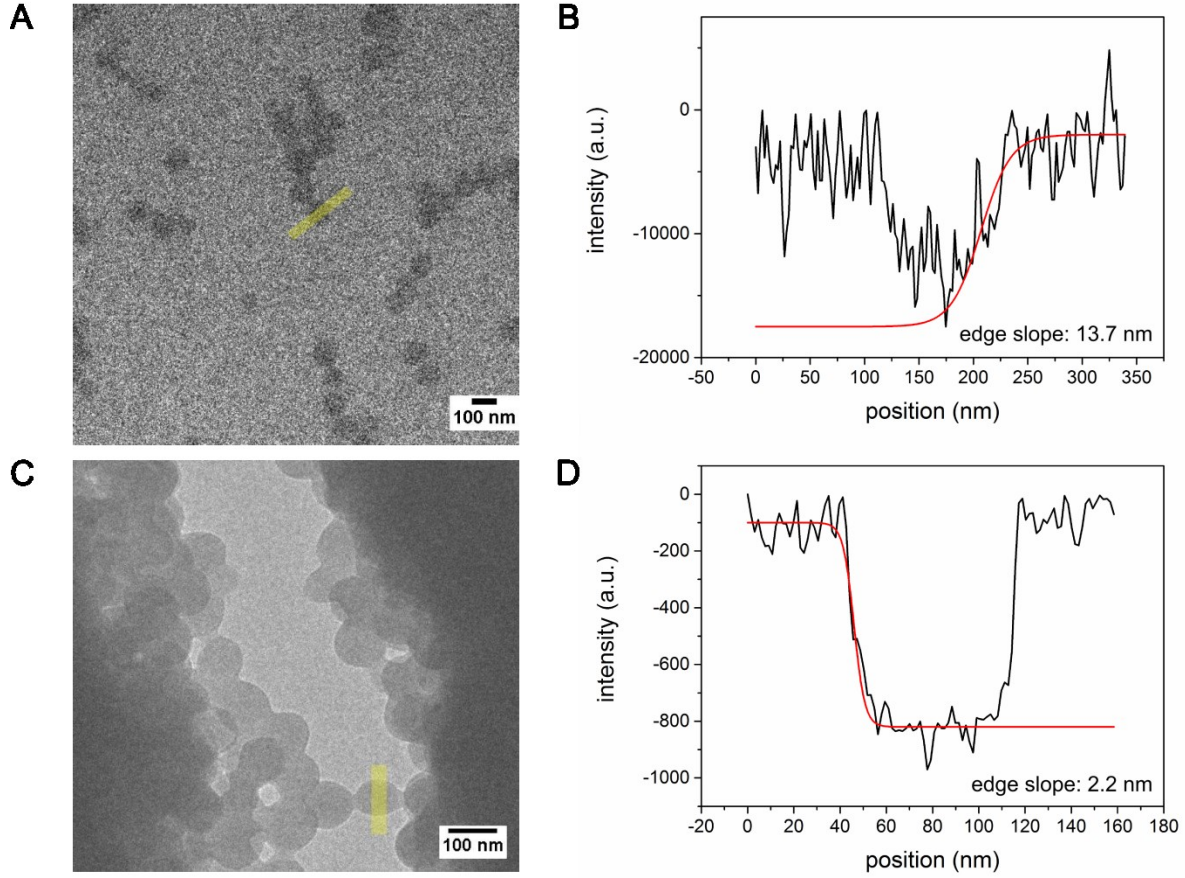 A
100 nm
B
intensity (a.u.)
0
-10000
-20000
-50 0 50 100 150 200 250 300 350
position (nm)
edge slope: 13.7 nm
C
100 nm
D
intensity (a.u.)
0
-200
-400
-600
-800
-1000
-20 0 20 40 60 80 100 120 140 160 180
position (nm)
edge slope: 2.2 nm